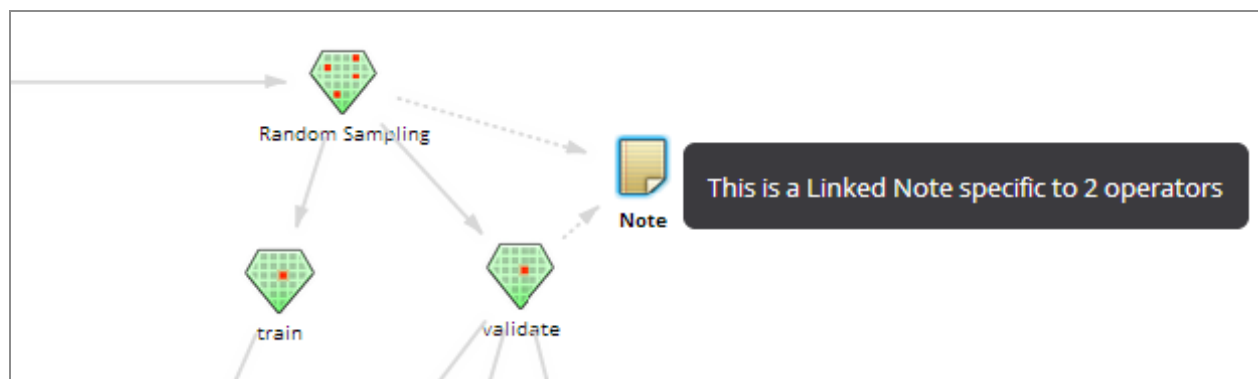 Random Sampling
This is a Linked Note specific to 2 operators
Note
train
validate